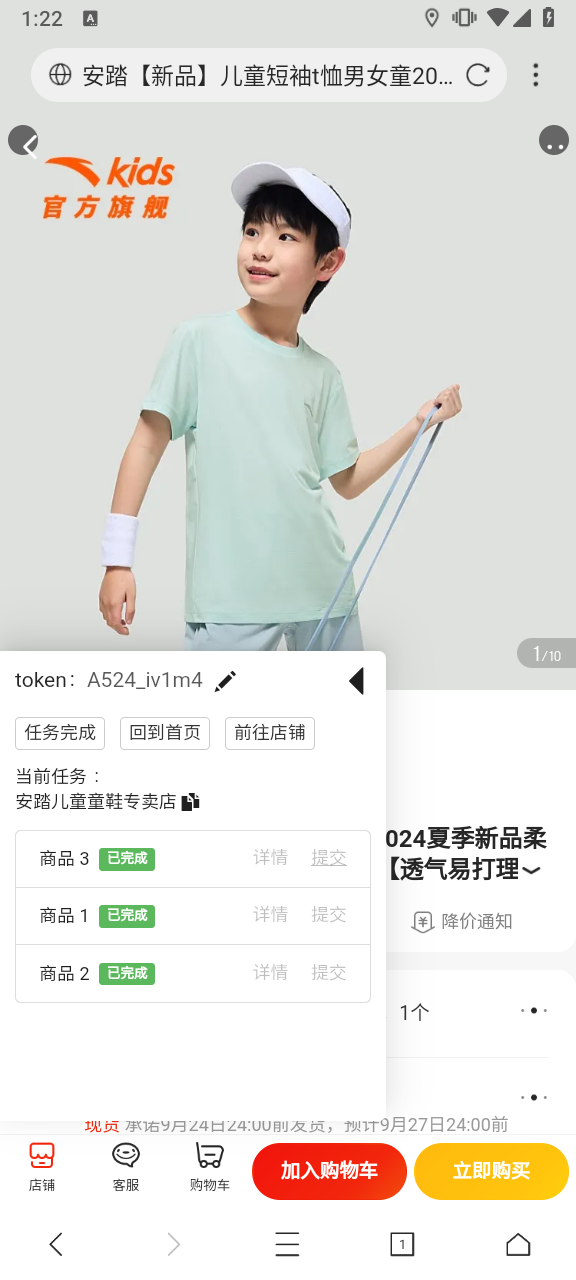 1:22
A
安踏【新品】儿童短袖t恤男女童20...
kids
官方旗舰
1/10
token: A524_iv1m4
任务完成 回到首页 前往店铺
当前任务：
安踏儿童童鞋专卖店
商品 3 已完成 详情 提交
商品 1 已完成 详情 提交
商品 2 已完成 详情 提交
024夏季新品柔
【透气易打理
降价通知
1个
现货 承诺9月24日24:00前发货，预计9月27日24:00前
店铺 客服 购物车 加入购物车 立即购买
1